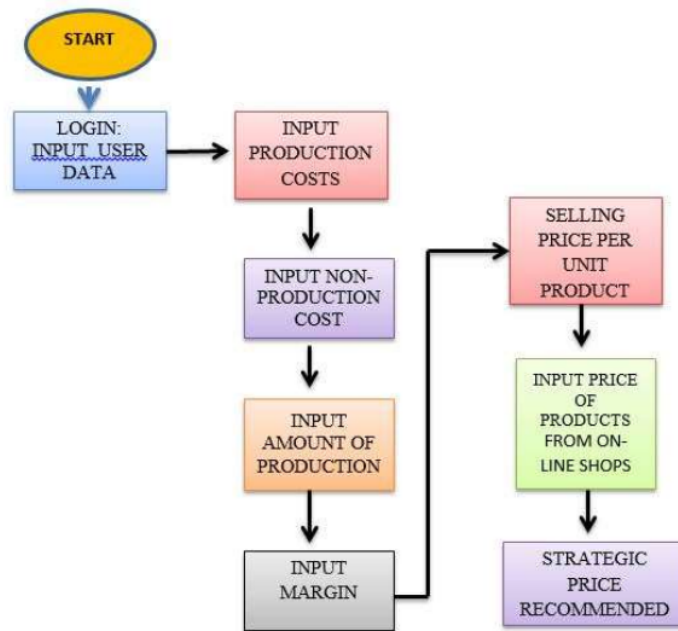 START
LOGIN:
INPUT USER
DATA
INPUT
PRODUCTION
COSTS
INPUT NON-
PRODUCTION
COST
INPUT
AMOUNT OF
PRODUCTION
INPUT
MARGIN
SELLING
PRICE PER
UNIT
PRODUCT
INPUT PRICE
OF
PRODUCTS
FROM ON-
LINE SHOPS
STRATEGIC
PRICE
RECOMMENDED